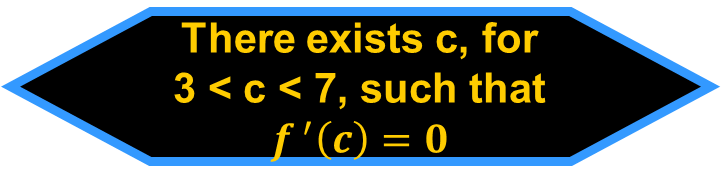 There exists c, for
3 < c < 7, such that
f ′(c) = 0